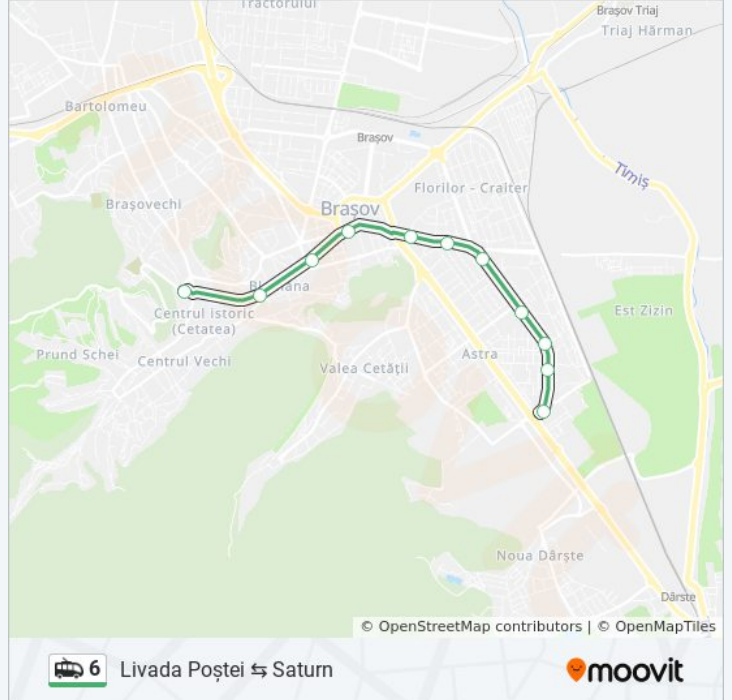 Tractorului
Brașov Triaj
Triaj Hărman
Bartolomeu
Brașov
Timiș
Florilor - Craiter
Brașovechi
Brașov
Est Zizin
Centrul istoric
(Cetatea)
Prund Schei
Centrul Vechi
Valea Cetății
Astra
Noua Dârște
Dârste
© OpenStreetMap contributors | © OpenMapTiles
6 Livada Poștei ⇆ Saturn
moovit